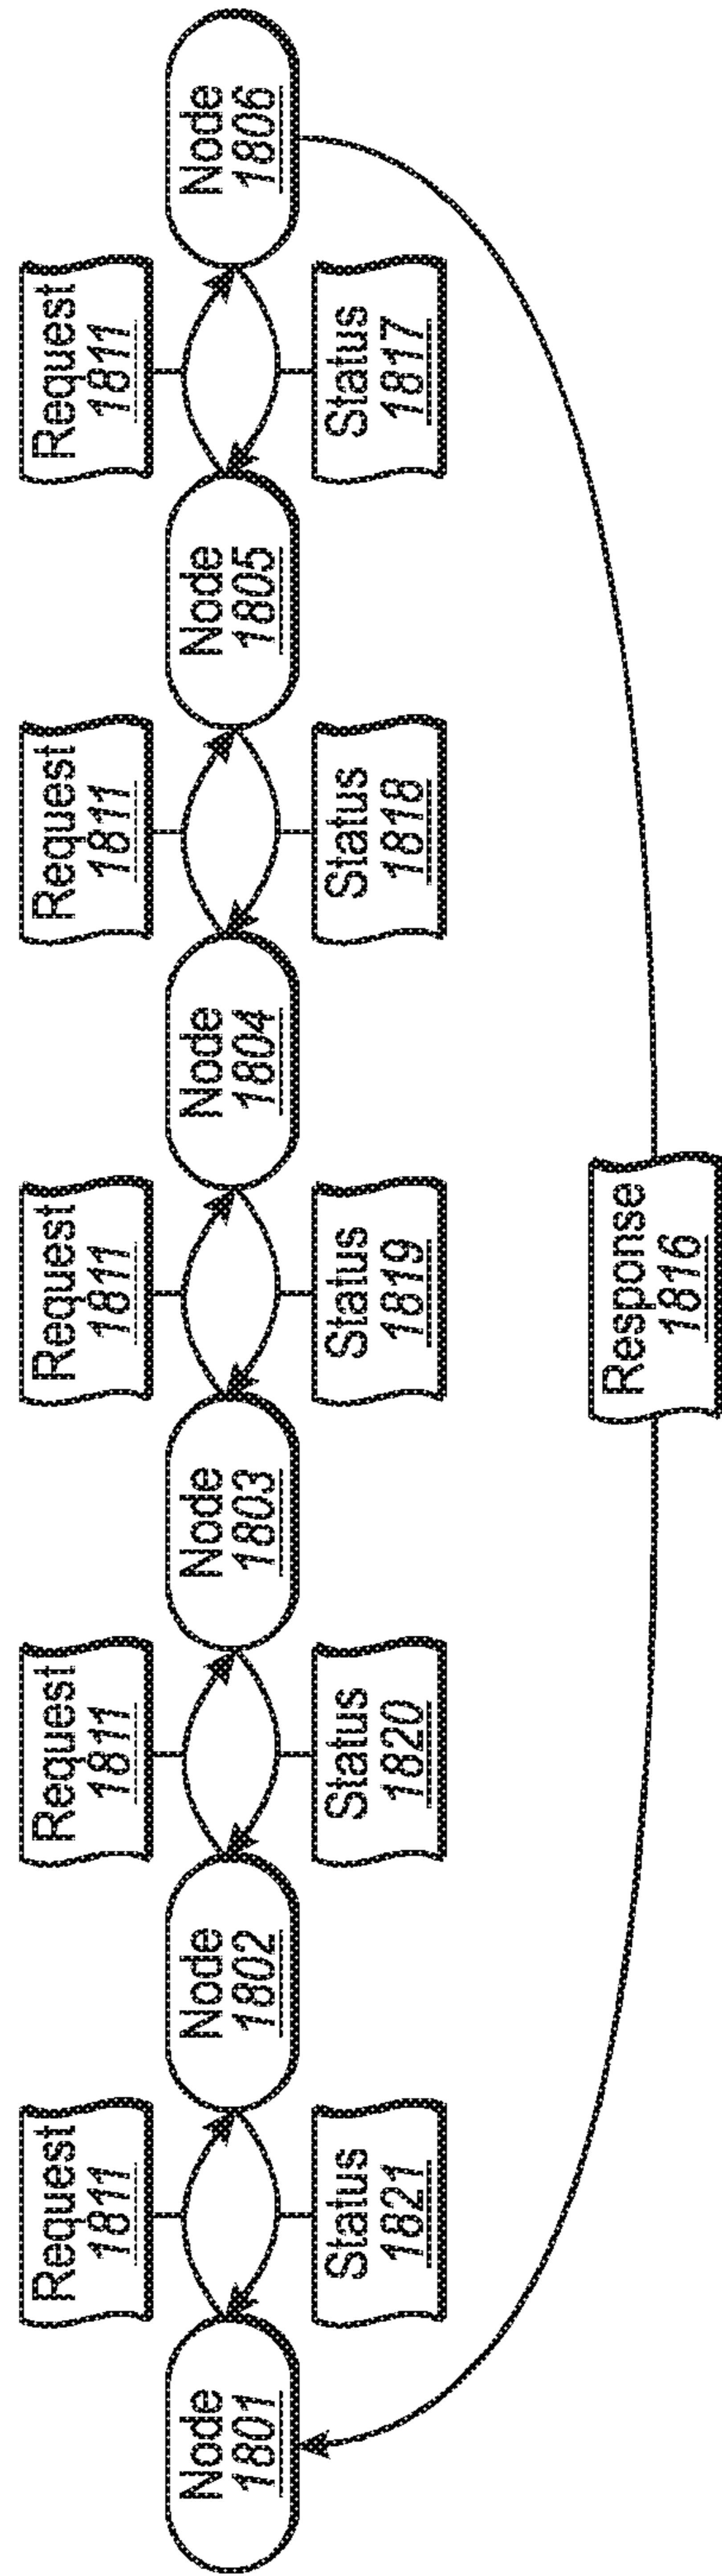 Request
1811
Request
1811
Request
1811
Request
1811
Request
1811
Node
1801
Node
1802
Node
1803
Node
1804
Node
1805
Node
1806
Status
1821
Status
1820
Status
1819
Status
1818
Status
1817
Response
1816